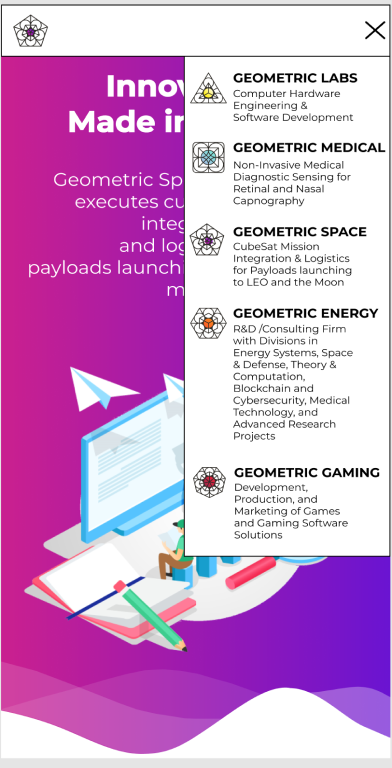 Innov
Made in
Geometric Sp
executes cu
integ
and log
payloads launchi
m
GEOMETRIC LABS
Computer Hardware
Engineering &
Software Development
GEOMETRIC MEDICAL
Non-Invasive Medical
Diagnostic Sensing for
Retinal and Nasal
Capnography
GEOMETRIC SPACE
CubeSat Mission
Integration & Logistics
for Payloads launching
to LEO and the Moon
GEOMETRIC ENERGY
R&D /Consulting Firm
with Divisions in
Energy Systems, Space
& Defense, Theory &
Computation,
Blockchain and
Cybersecurity, Medical
Technology, and
Advanced Research
Projects
GEOMETRIC GAMING
Development,
Production, and
Marketing of Games
and Gaming Software
Solutions